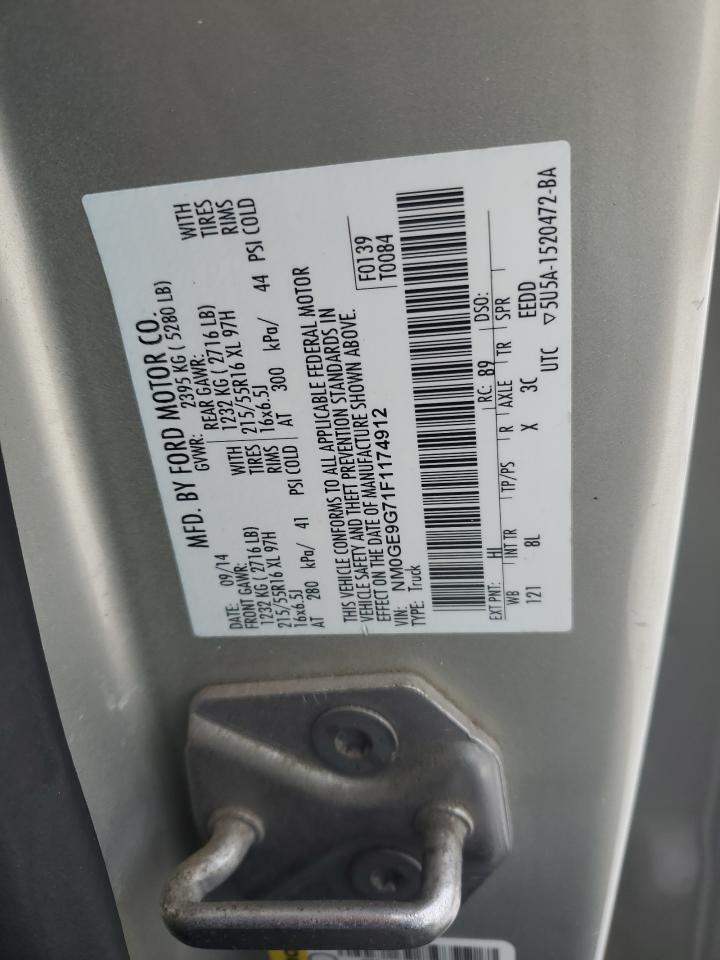 MFD. BY FORD MOTOR CO.
DATE: 09/14 GVWR: 2395 KG ( 5280 LB)
FRONT GAWR: REAR GAWR:
1232 KG ( 2716 LB) WITH 1232 KG ( 2716 LB) WITH
215/55R16 XL 97H TIRES 215/55R16 XL 97H TIRES
16x6.5J RIMS 16x6.5J RIMS
AT 280 kPa/ 41 PSI COLD AT 300 kPa/ 44 PSI COLD
THIS VEHICLE CONFORMS TO ALL APPLICABLE FEDERAL MOTOR
VEHICLE SAFETY AND THEFT PREVENTION STANDARDS IN
EFFECT ON THE DATE OF MANUFACTURE SHOWN ABOVE.
VIN: NM0GE9G71F1174912
TYPE: Truck
F0139
T0084
EXT PNT: HI RC: 89 DSO:
WB INT TR TP/PS R AXLE TR SPR
121 8L X 3C EEDD
UTC ▽5U5A-1520472-BA